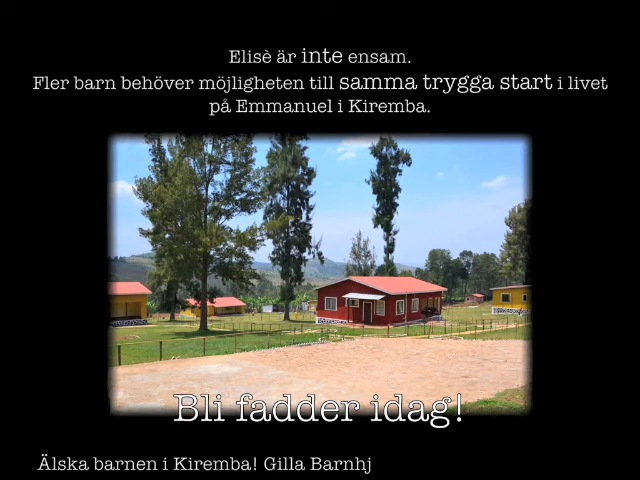 Elisè är inte ensam.
Fler barn behöver möjligheten till samma trygga start i livet
på Emmanuel i Kiremba.
Bli fadder idag!
Älska barnen i Kiremba! Gilla Barnhj